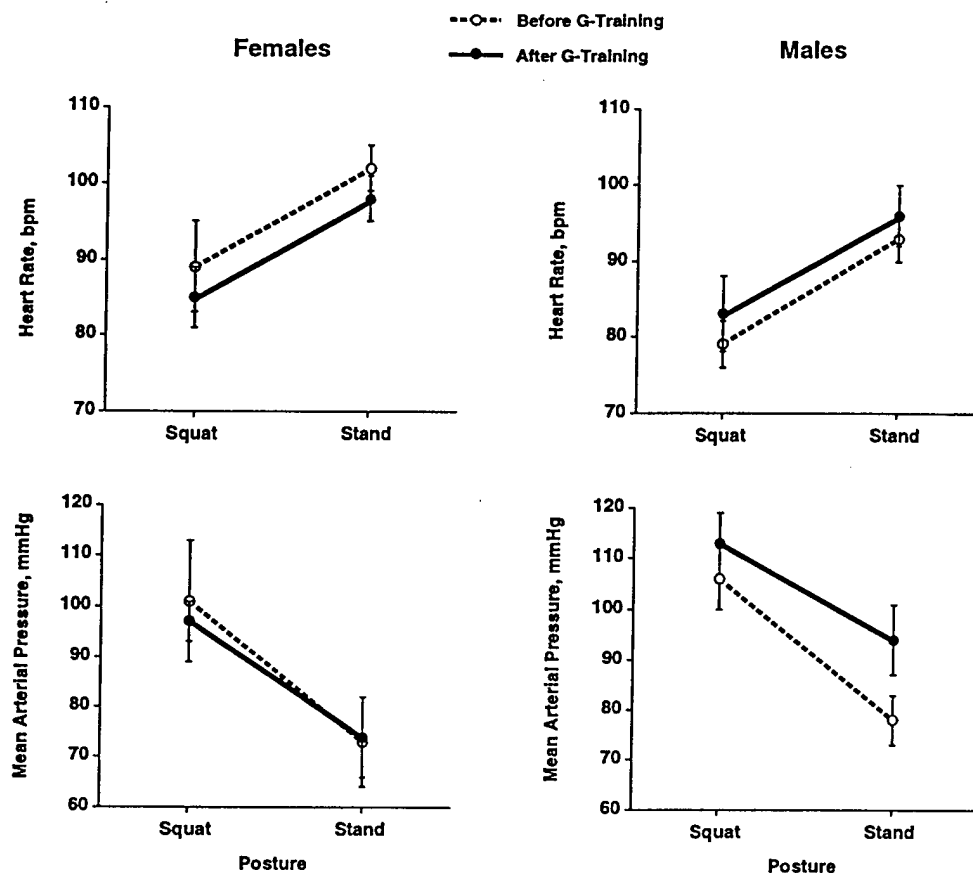 Before G-Training
After G-Training
Females
Males
Heart Rate, bpm
110
100
90
80
70
Squat
Stand
Heart Rate, bpm
110
100
90
80
70
Squat
Stand
Mean Arterial Pressure, mmHg
120
110
100
90
80
70
60
Squat
Stand
Posture
Mean Arterial Pressure, mmHg
120
110
100
90
80
70
60
Squat
Stand
Posture